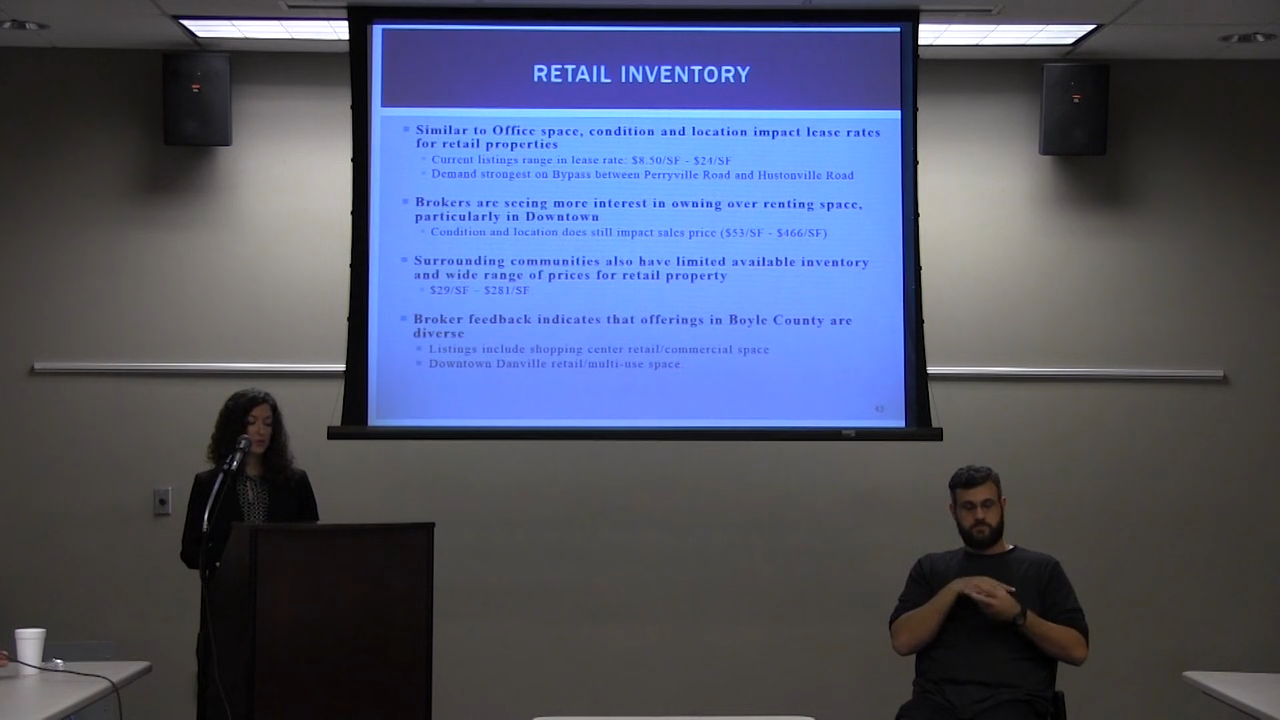 RETAIL INVENTORY
Similar to Office space, condition and location impact lease rates
for retail properties
Current listings range in lease rate: $8.50/SF - $24/SF
Demand strongest on Bypass between Perryville Road and Hustonville Road
Brokers are seeing more interest in owning over renting space,
particularly in Downtown
Condition and location does still impact sales price ($53/SF - $466/SF)
Surrounding communities also have limited available inventory
and wide range of prices for retail property
$29/SF – $281/SF
Broker feedback indicates that offerings in Boyle County are
diverse
Listings include shopping center retail/commercial space
Downtown Danville retail/multi-use space